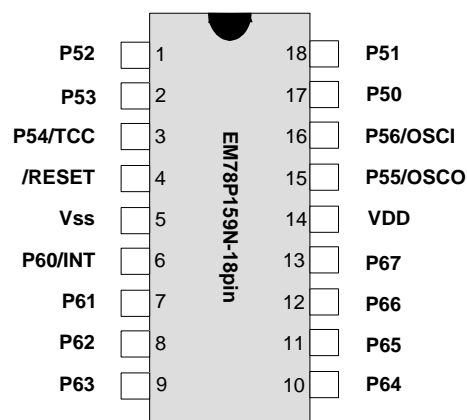 P52 1 18 P51
P53 2 17 P50
P54/TCC 3 16 P56/OSCI
/RESET 4 15 P55/OSCO
Vss 5 14 VDD
P60/INT 6 13 P67
P61 7 12 P66
P62 8 11 P65
P63 9 10 P64
EM78P159N-18pin